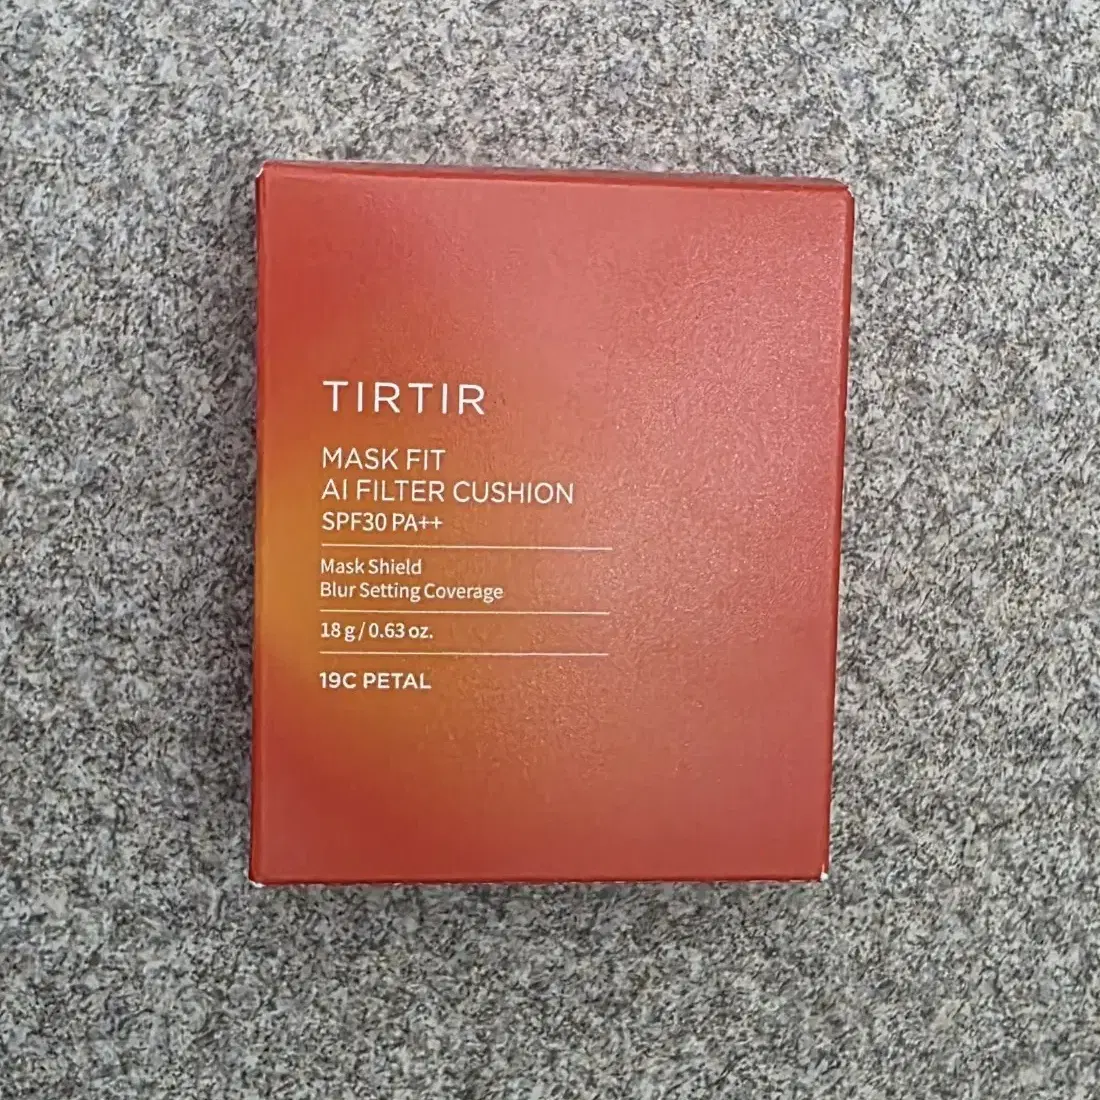 TIRTIR
MASK FIT
AI FILTER CUSHION
SPF30 PA++
Mask Shield
Blur Setting Coverage
18 g / 0.63 oz.
19C PETAL